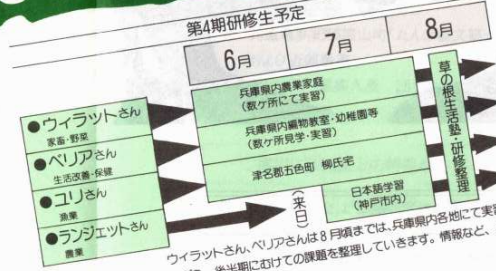 第4期研修生予定
6月
7月
8月
●ウィラットさん
家畜・野菜
●ベリアさん
生活改善・保健
●ユリさん
漁業
●ランジェットさん
農業
兵庫県内農業家庭
(数ケ所にて実習)
兵庫県内編物教室・幼稚園等
(数ケ所見学・実習)
津名郡五色町 柳氏宅
(来日)
日本語学習
(神戸市内)
草の根生活塾・研修整理
ウィラットさん、ベリアさんは8月頃までは、兵庫県内各地にて実
後半期にむけての課題を整理していきます。情報など、